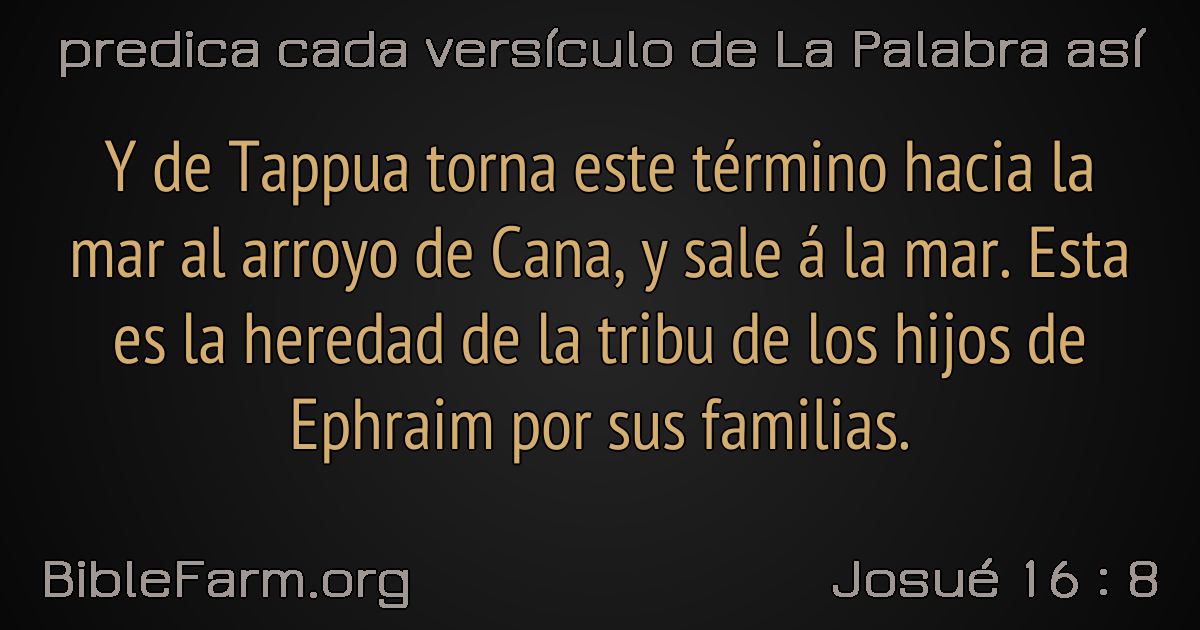 predica cada versículo de La Palabra así
Y de Tappua torna este término hacia la
mar al arroyo de Cana, y sale á la mar. Esta
es la heredad de la tribu de los hijos de
Ephraim por sus familias.
BibleFarm.org
Josué 16 : 8